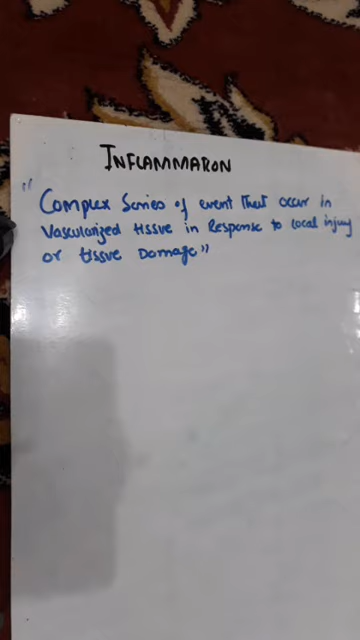 INFLAMMATION
"Complex Series of event that occur in
Vascularized tissue in Response to local injury
or tissue Damage"